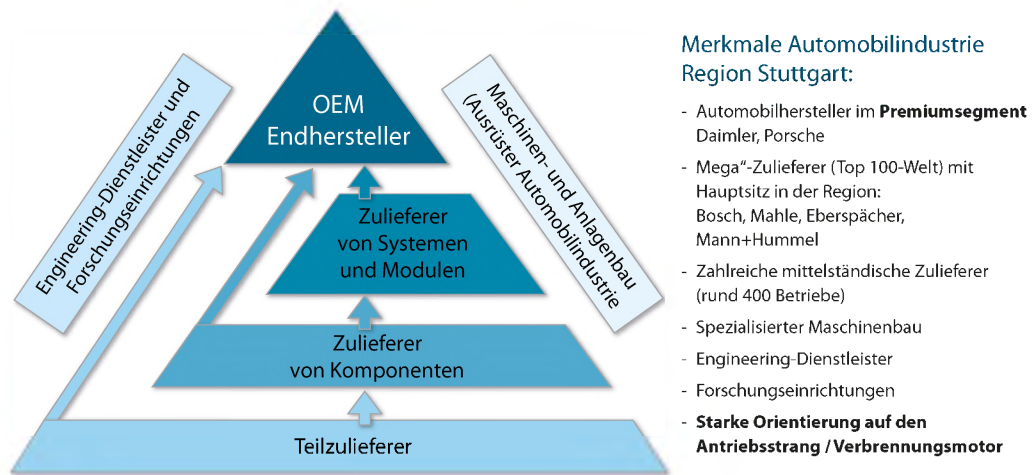 OEM
Endhersteller
Engineering-Dienstleister und
Forschungseinrichtungen
Maschinen- und Anlagenbau
(Ausrüster Automobilindustrie
Zulieferer
von Systemen
und Modulen
Zulieferer
von Komponenten
Teilzulieferer
Merkmale Automobilindustrie
Region Stuttgart:
- Automobilhersteller im Premiumsegment
Daimler, Porsche
- Mega“-Zulieferer (Top 100-Welt) mit
Hauptsitz in der Region:
Bosch, Mahle, Eberspächer,
Mann+Hummel
- Zahlreiche mittelständische Zulieferer
(rund 400 Betriebe)
- Spezialisierter Maschinenbau
- Engineering-Dienstleister
- Forschungseinrichtungen
- Starke Orientierung auf den
Antriebsstrang / Verbrennungsmotor